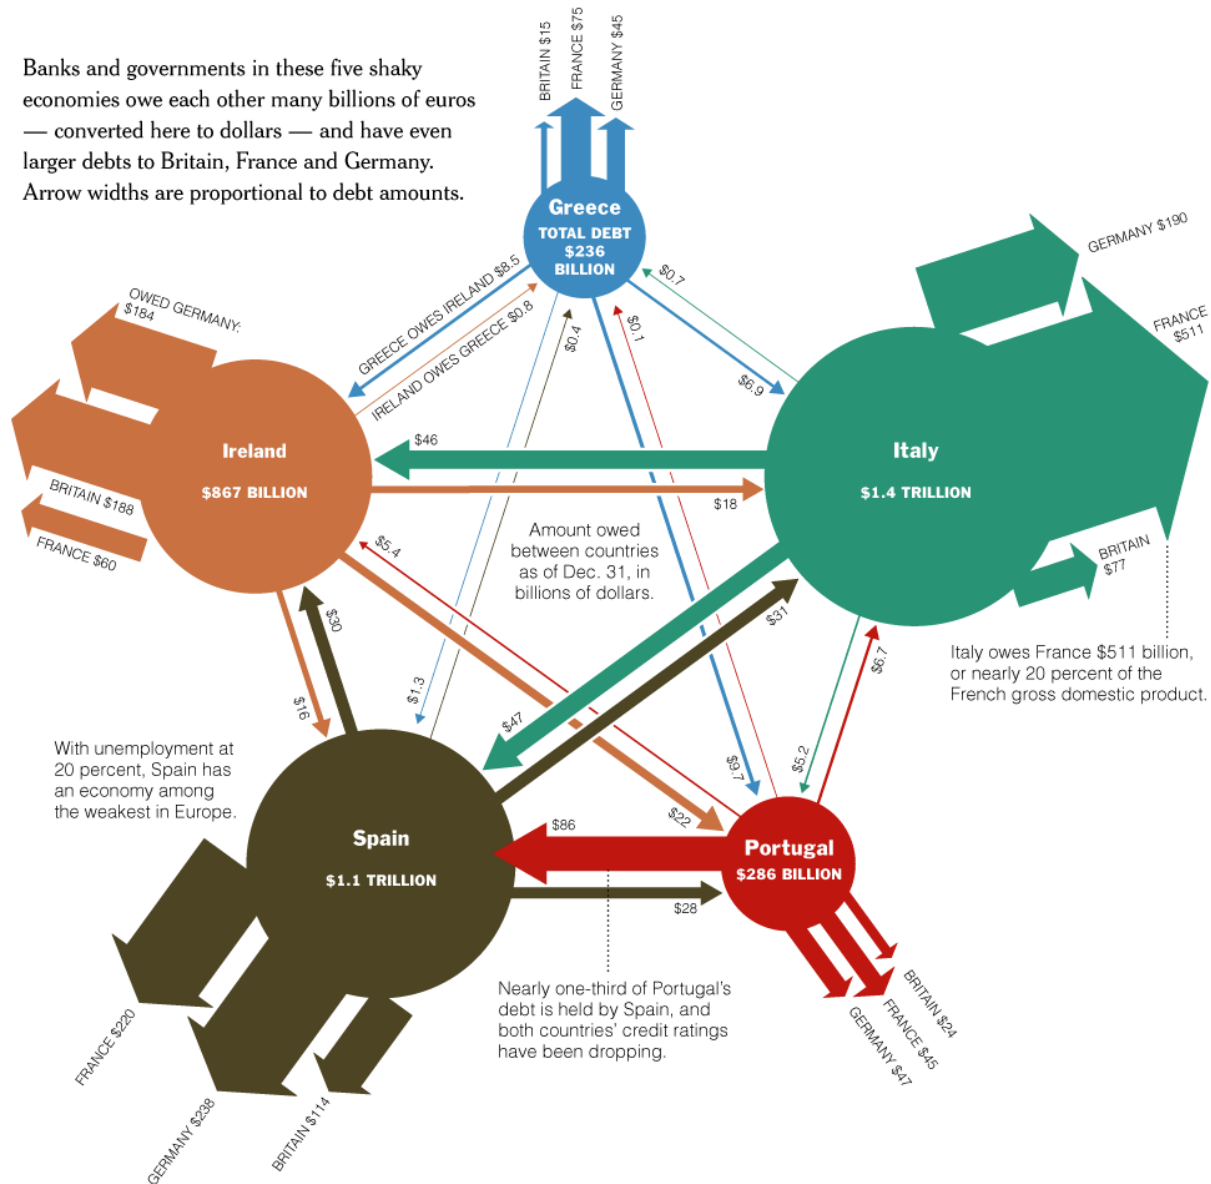 Banks and governments in these five shaky
economies owe each other many billions of euros
— converted here to dollars — and have even
larger debts to Britain, France and Germany.
Arrow widths are proportional to debt amounts.
BRITAIN $15
FRANCE $75
GERMANY $45
Greece
TOTAL DEBT
$236
BILLION
GREECE OWES IRELAND $8.5
IRELAND OWES GREECE $0.8
$0.4
$0.1
$0.7
$6.9
GERMANY $190
FRANCE
$511
OWED GERMANY:
$184
Ireland
$867 BILLION
BRITAIN $188
FRANCE $60
$46
$18
Italy
$1.4 TRILLION
BRITAIN
$77
Amount owed
between countries
as of Dec. 31, in
billions of dollars.
$5.4
$30
$16
$1.3
$47
$31
$6.7
$5.2
$9.7
$22
Italy owes France $511 billion,
or nearly 20 percent of the
French gross domestic product.
With unemployment at
20 percent, Spain has
an economy among
the weakest in Europe.
Spain
$1.1 TRILLION
$86
$28
Portugal
$286 BILLION
Nearly one-third of Portugal's
debt is held by Spain, and
both countries' credit ratings
have been dropping.
BRITAIN $24
FRANCE $45
GERMANY $47
FRANCE $220
GERMANY $238
BRITAIN $114